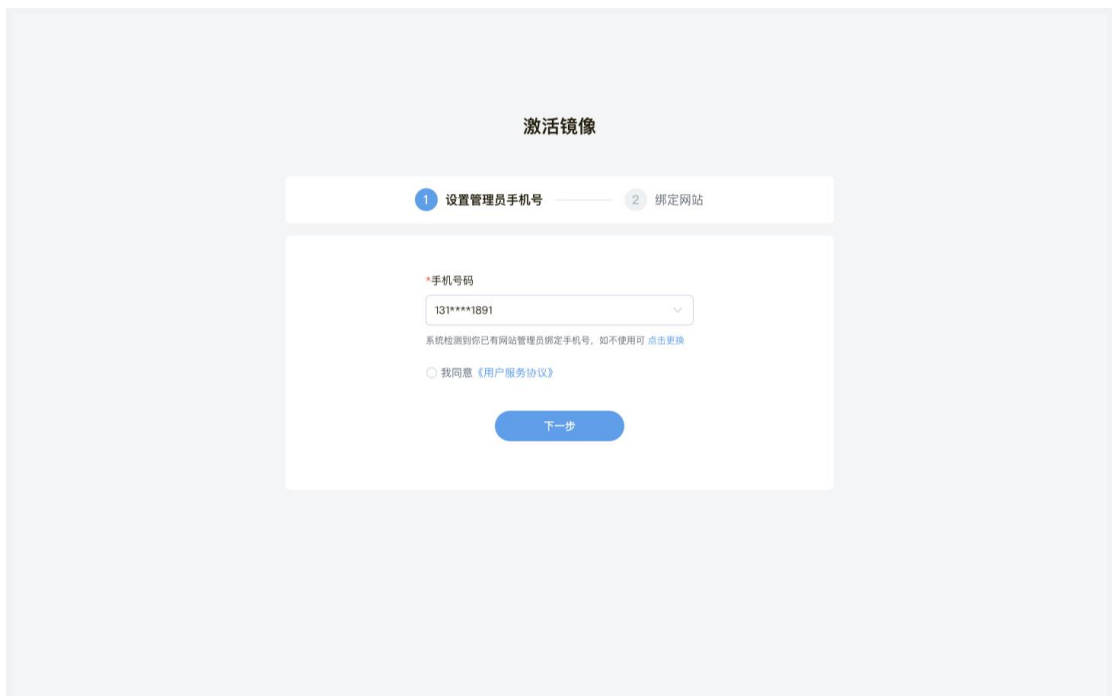 激活镜像
1 设置管理员手机号 2 绑定网站
*手机号码
131****1891
系统检测到你已有网站管理员绑定手机号，如不使用可 点击更换
我同意《用户服务协议》
下一步